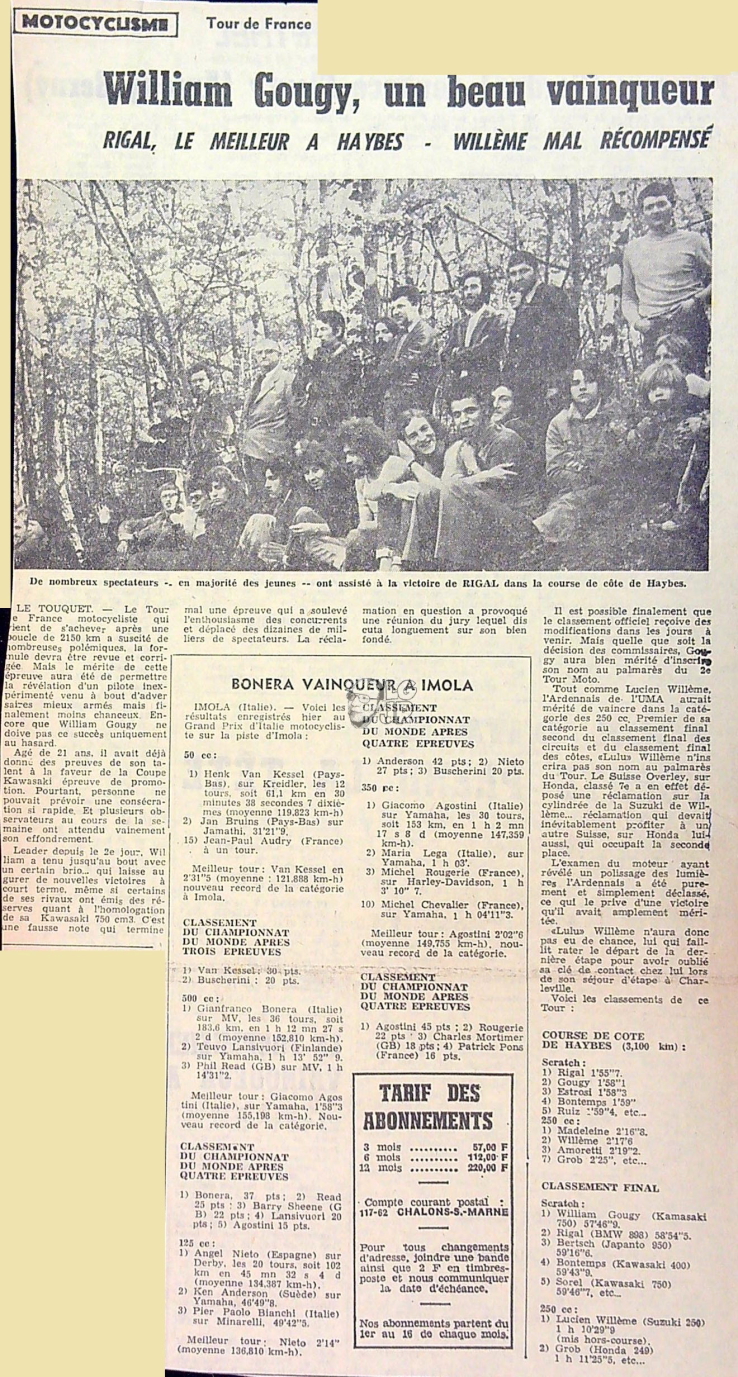 MOTOCYCLISME
Tour de France
William Gougy, un beau vainqueur
RIGAL, LE MEILLEUR A HAYBES - WILLÈME MAL RÉCOMPENSÉ
De nombreux spectateurs -. en majorité des jeunes -- ont assisté à la victoire de RIGAL dans la course de côte de Haybes.
LE TOUQUET. — Le Tour
e France motocycliste qui
ient de s'achever après une
boucle de 2150 km a suscité de
nombreuses polémiques, la for-
mule devra être revue et corri-
gée. Mais le mérite de cette
épreuve aura été de permettre
la révélation d'un pilote inex-
périmenté venu à bout d'adver
saires mieux armés mais fi-
nalement moins chanceux. En-
core que William Gougy ne
doive pas ce succès uniquement
au hasard.
Agé de 21 ans, il avait déjà
donné des preuves de son ta-
lent à la faveur de la Coupe
Kawasaki épreuve de promo-
tion. Pourtant, personne ne
pouvait prévoir une consécra-
tion si rapide. Et plusieurs ob-
servateurs au cours de la se-
maine ont attendu vainement
son effondrement.
Leader depuis le 2e jour, Wil
liam a tenu jusqu'au bout avec
un certain brio... qui laisse au
gurer de nouvelles victoires à
court terme, même si certains
de ses rivaux ont émis des ré-
serves quant à l'homologation
de sa Kawasaki 750 cm3. C'est
une fausse note qui termine
mal une épreuve qui a soulevé
l'enthousiasme des concurrents
et déplacé des dizaines de mil-
liers de spectateurs. La récla-
mation en question a provoqué
une réunion du jury lequel dis
cuta longuement sur son bien
fondé.
Il est possible finalement que
le classement officiel reçoive des
modifications dans les jours à
venir. Mais quelle que soit la
décision des commissaires, Gou-
gy aura bien mérité d'inscrire
son nom au palmarès du 2e
Tour Moto.
Tout comme Lucien Willème,
l'Ardennais de l'UMA aurait
mérité de vaincre dans la caté-
gorie des 250 cc. Premier de sa
catégorie au classement final
second du classement final des
circuits et du classement final
des côtes, «Lulu» Willème n'ins
crira pas son nom au palmarès
du Tour. Le Suisse Overley, sur
Honda, classé 7e a en effet dé-
posé une réclamation sur la
cylindrée de la Suzuki de Wil-
lème... réclamation qui devait
inévitablement profiter à un
autre Suisse, sur Honda lui-
aussi, qui occupait la seconde
place.
L'examen du moteur ayant
révélé un polissage des lumiè-
res l'Ardennais a été pure-
ment et simplement déclassé,
ce qui le prive d'une victoire
qu'il avait amplement méri-
tée.
«Lulu» Willème n'aura donc
pas eu de chance, lui qui fail-
lit rater le départ de la der-
nière étape pour avoir oublié
sa clé de contact chez lui lors
de son séjour d'étape à Char-
leville.
Voici les classements de ce
Tour :
COURSE DE COTE
DE HAYBES (3,100 km) :
Scratch :
1) Rigal 1'55"7.
2) Gougy 1'58"1
3) Estrosi 1'58"3
4) Bontemps 1'59"
5) Ruiz 1'59"4, etc...
250 cc :
1) Madeleine 2'16"8.
2) Willème 2'17"6
3) Amoretti 2'19"2.
7) Grob 2'25", etc...
CLASSEMENT FINAL
Scratch :
1) William Gougy (Kamasaki
750) 57'46"9.
2) Rigal (BMW 898) 58'54"5.
3) Bertsch (Japanto 950)
59'16"6.
4) Bontemps (Kawasaki 400)
59'43"9.
5) Sorel (Kawasaki 750)
59'46"7, etc...
250 cc :
1) Lucien Willème (Suzuki 250)
1 h 10'29"9
(mis hors-course).
2) Grob (Honda 249)
1 h 11'25"5, etc...
BONERA VAINQUEUR A IMOLA
IMOLA (Italie). — Voici les
résultats enregistrés hier au
Grand Prix d'Italie motocyclis-
te sur la piste d'Imola :
50 cc :
1) Henk Van Kessel (Pays-
Bas), sur Kreidler, les 12
tours, soit 61,1 km en 30
minutes 38 secondes 7 dixiè-
mes (moyenne 119,823 km-h)
2) Jan Bruins (Pays-Bas) sur
Jamathi, 31'21"9.
15) Jean-Paul Audry (France)
à un tour.
Meilleur tour : Van Kessel en
2'31"5 (moyenne : 121.888 km-h)
nouveau record de la catégorie
à Imola.
CLASSEMENT
DU CHAMPIONNAT
DU MONDE APRES
TROIS EPREUVES
1) Van Kessel : 30 pts.
2) Buscherini : 20 pts.
500 cc :
1) Gianfranco Bonera (Italie)
sur MV, les 36 tours, soit
183.6 km. en 1 h 12 mn 27 s
2 d (moyenne 152,810 km-h).
2) Teuvo Lansivuori (Finlande)
sur Yamaha, 1 h 13' 52" 9.
3) Phil Read (GB) sur MV, 1 h
14'31"2.
Meilleur tour : Giacomo Agos
tini (Italie), sur Yamaha, 1'58"3
(moyenne 155,198 km-h). Nou-
veau record de la catégorie.
CLASSEMENT
DU CHAMPIONNAT
DU MONDE APRES
QUATRE EPREUVES
1) Bonera, 37 pts ; 2) Read
25 pts ; 3) Barry Sheene (G
B) 22 pts ; 4) Lansivuori 20
pts ; 5) Agostini 15 pts.
125 cc :
1) Angel Nieto (Espagne) sur
Derby, les 20 tours, soit 102
km en 45 mn 32 s 4 d
(moyenne 134,387 km-h).
2) Ken Anderson (Suède) sur
Yamaha, 46'49"8.
3) Pier Paolo Bianchi (Italie)
sur Minarelli, 49'42"5.
Meilleur tour : Nieto 2'14"
(moyenne 136,810 km-h).
CLASSEMENT
DU CHAMPIONNAT
DU MONDE APRES
QUATRE EPREUVES
1) Anderson 42 pts ; 2) Nieto
27 pts ; 3) Buscherini 20 pts.
350 cc :
1) Giacomo Agostini (Italie)
sur Yamaha, les 30 tours,
soit 153 km, en 1 h 2 mn
17 s 8 d (moyenne 147,359
km-h).
2) Maria Lega (Italie), sur
Yamaha, 1 h 03'.
3) Michel Rougerie (France),
sur Harley-Davidson, 1 h
3' 10" 7.
10) Michel Chevalier (France),
sur Yamaha, 1 h 04'11"3.
Meilleur tour : Agostini 2'02"6
(moyenne 149,755 km-h), nou-
veau record de la catégorie.
CLASSEMENT
DU CHAMPIONNAT
DU MONDE APRES
QUATRE EPREUVES
1) Agostini 45 pts ; 2) Rougerie
22 pts ; 3) Charles Mortimer
(GB) 18 pts ; 4) Patrick Pons
(France) 16 pts.
TARIF DES
ABONNEMENTS
3 mois .......... 57,00 F
6 mois .......... 112,00 F
12 mois .......... 220,00 F
Compte courant postal :
117-62 CHALONS-S.-MARNE
Pour tous changements
d'adresse, joindre une bande
ainsi que 2 F en timbres-
poste et nous communiquer
la date d'échéance.
Nos abonnements partent du
1er au 16 de chaque mois.